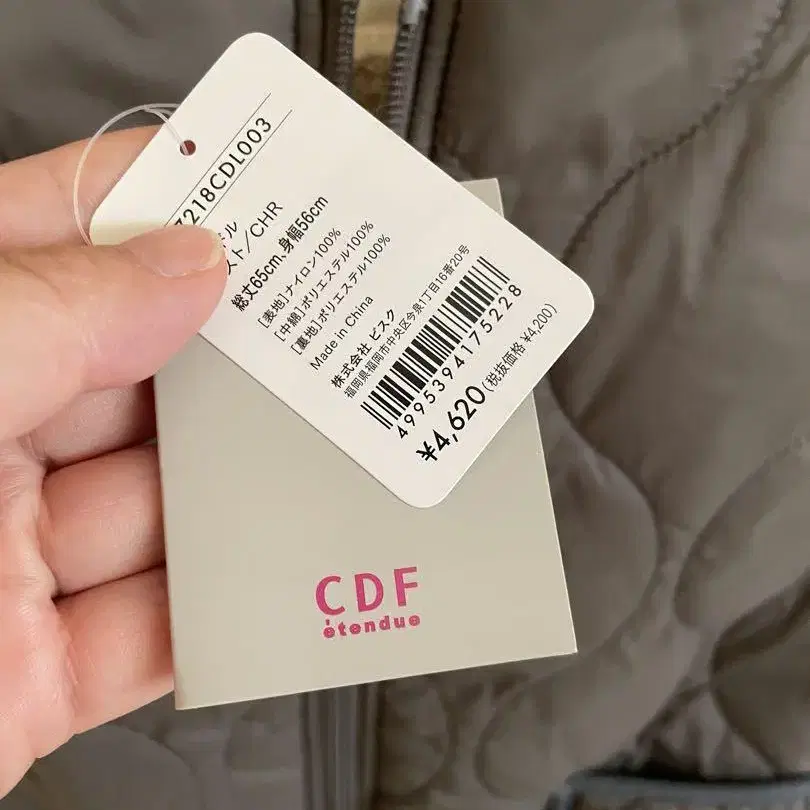 7218CDL003
スト/CHR
総丈65cm、身幅56cm
[表地]ナイロン100%
[中綿]ポリエステル100%
[裏地]ポリエステル100%
Made in China
株式会社 ビスク
福岡県福岡市中央区今泉1丁目16番20号
4995394175228
¥4,620(税抜価格 ¥4,200)
CDF
étendue